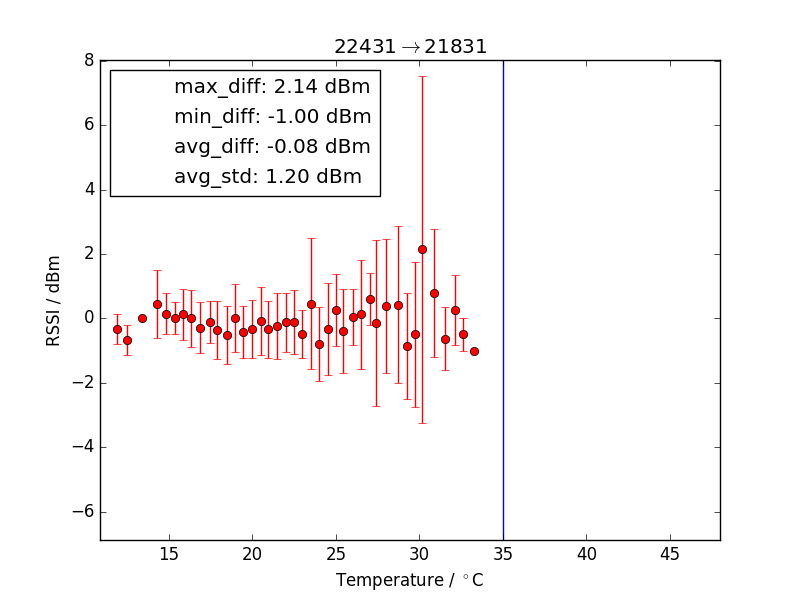 22431→21831
max_diff: 2.14 dBm
min_diff: -1.00 dBm
avg_diff: -0.08 dBm
avg_std: 1.20 dBm
8
6
4
2
0
−2
−4
−6
RSSI / dBm
15 20 25 30 35 40 45
Temperature / °C